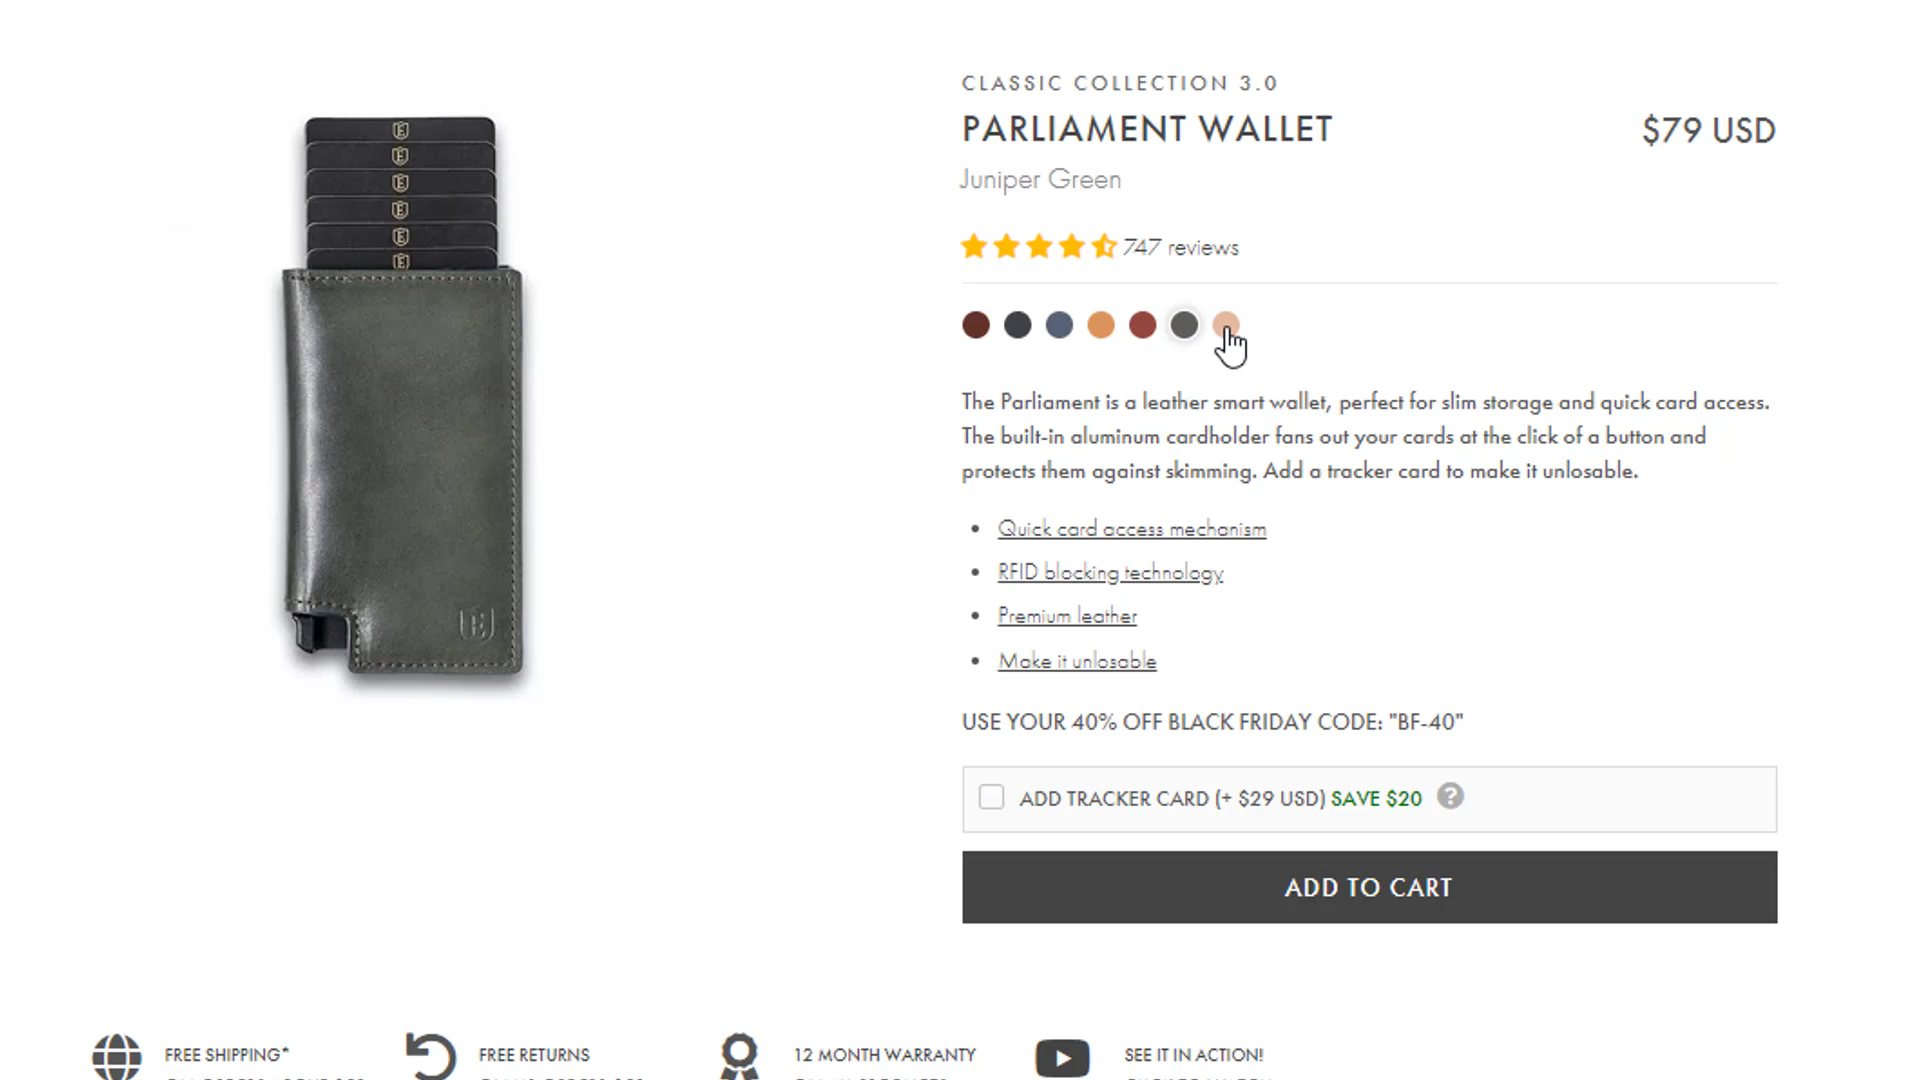 CLASSIC COLLECTION 3.0
PARLIAMENT WALLET
$79 USD
Juniper Green
747 reviews
The Parliament is a leather smart wallet, perfect for slim storage and quick card access.
The built-in aluminum cardholder fans out your cards at the click of a button and
protects them against skimming. Add a tracker card to make it unlosable.
Quick card access mechanism
RFID blocking technology
Premium leather
Make it unlosable
USE YOUR 40% OFF BLACK FRIDAY CODE: "BF-40"
ADD TRACKER CARD (+ $29 USD) SAVE $20 ?
ADD TO CART
FREE SHIPPING*
FREE RETURNS
12 MONTH WARRANTY
SEE IT IN ACTION!